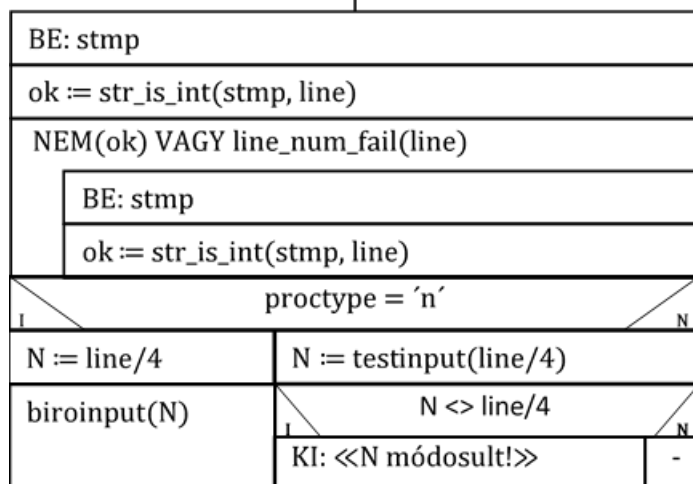 BE: stmp
ok := str_is_int(stmp, line)
NEM(ok) VAGY line_num_fail(line)
BE: stmp
ok := str_is_int(stmp, line)
proctype = ´n´
I
N
N := line/4
N := testinput(line/4)
biroinput(N)
N <> line/4
I
N
KI: ≪N módosult!≫
-